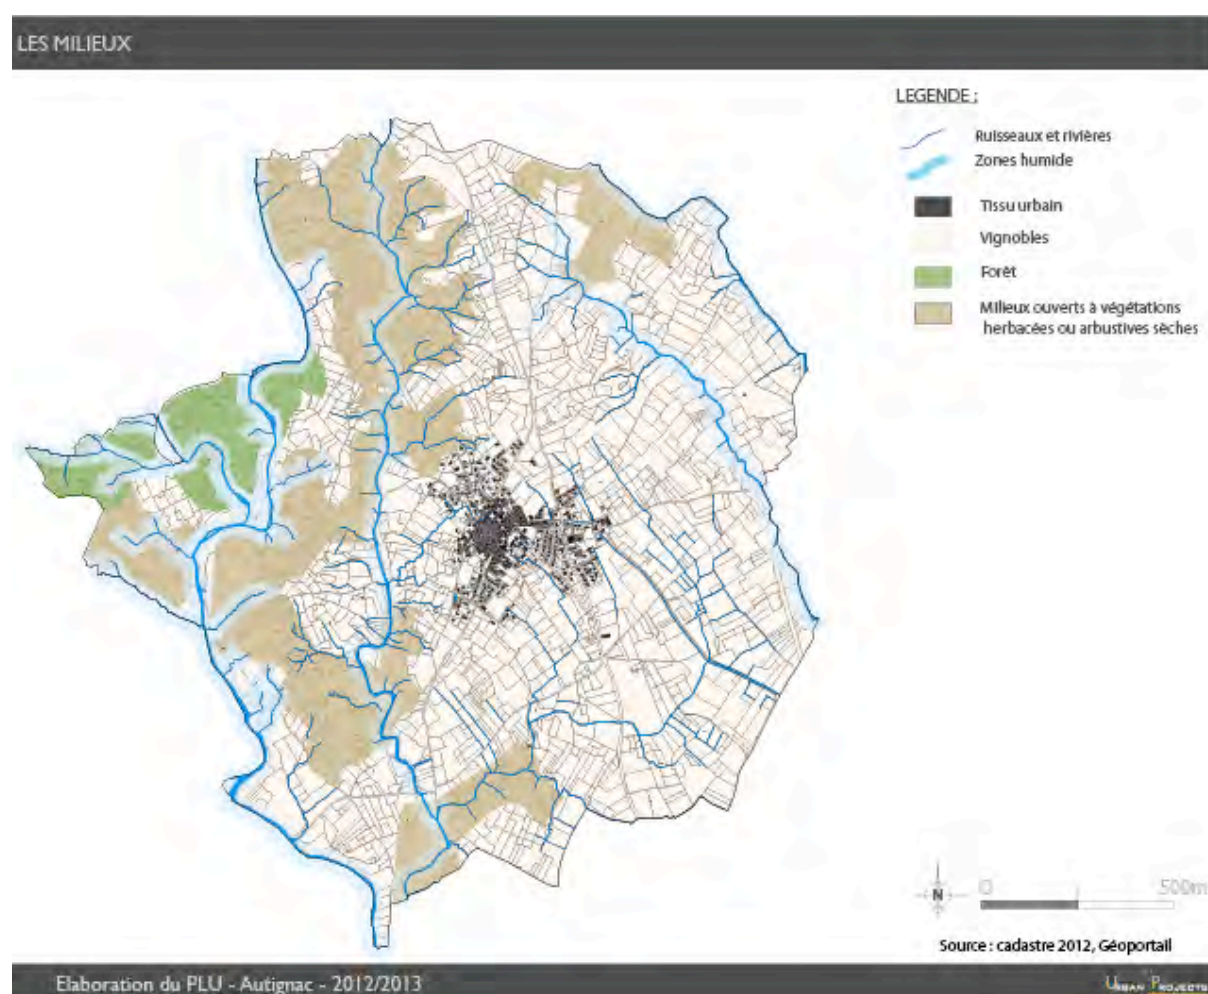 LES MILIEUX
LEGENDE :
Ruisseaux et rivières
Zones humide
Tissu urbain
Vignobles
Forêt
Milieux ouverts à végétations
herbacées ou arbustives sèches
N
0 500m
Source : cadastre 2012, Géoportail
Elaboration du PLU - Autignac - 2012/2013
URBAN PROJECTS